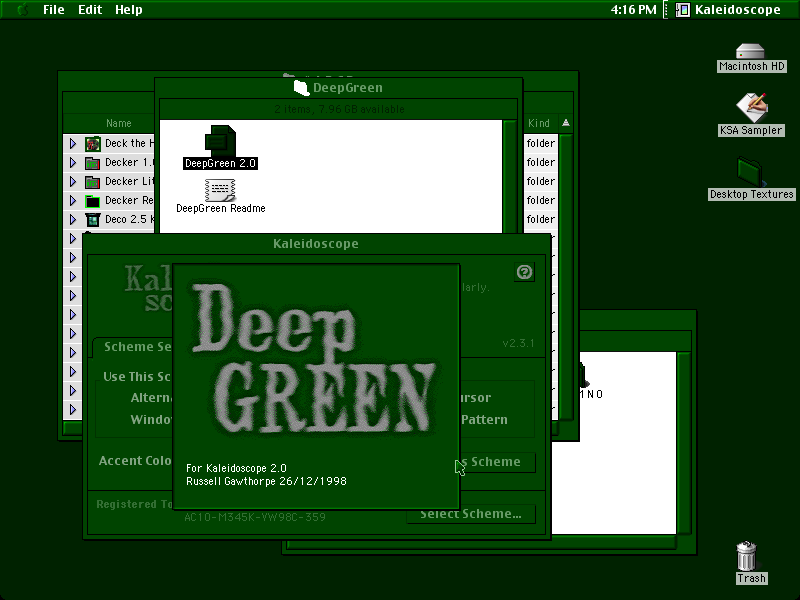 File Edit Help
4:16 PM
Kaleidoscope
Macintosh HD
KSA Sampler
Desktop Textures
DeepGreen
2 items, 7.96 GB available
Name
Kind
DeepGreen 2.0
DeepGreen Readme
Deck the H
folder
Decker 1.
folder
Decker Lit
folder
Decker Re
folder
Deco 2.5 K
folder
Kaleidoscope
Kal
sc
larly.
v2.3.1
Deep
GREEN
Scheme Se
Use This Sc
Altern
ursor
Windo
Pattern
Accent Colo
s Scheme
For Kaleidoscope 2.0
Russell Gawthorpe 26/12/1998
Registered To
AC10-M345K-YW98C-359
Select Scheme...
Trash